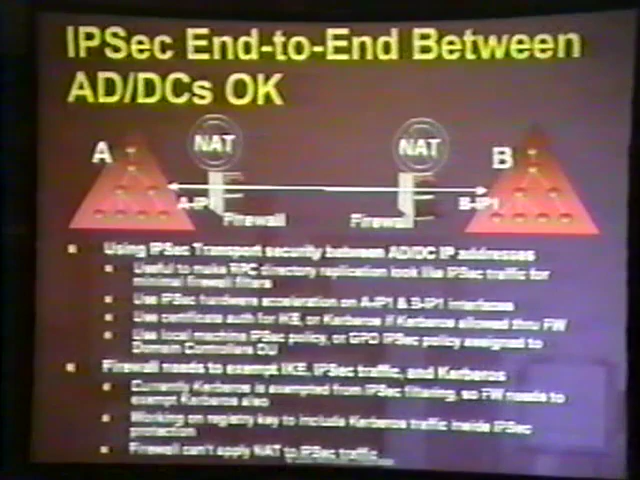 IPSec End-to-End Between
AD/DCs OK
NAT
NAT
A
B
A-IP1
B-IP1
Firewall
Firewall
Using IPSec Transport security between AD/DC IP addresses
Useful to make RPC directory replication look like IPSec traffic for
minimal firewall filters
Use IPSec hardware acceleration on A-IP1 & B-IP1 interfaces
Use certificate auth for IKE, or Kerberos if Kerberos allowed thru FW
Use local machine IPSec policy, or GPO IPSec policy assigned to
Domain Controllers OU
Firewall needs to exempt IKE, IPSec traffic, and Kerberos
Currently Kerberos is exempted from IPSec filtering, so FW needs to
exempt Kerberos also
Working on registry key to include Kerberos traffic inside IPSec
protection
Firewall can't apply NAT to IPSec traffic